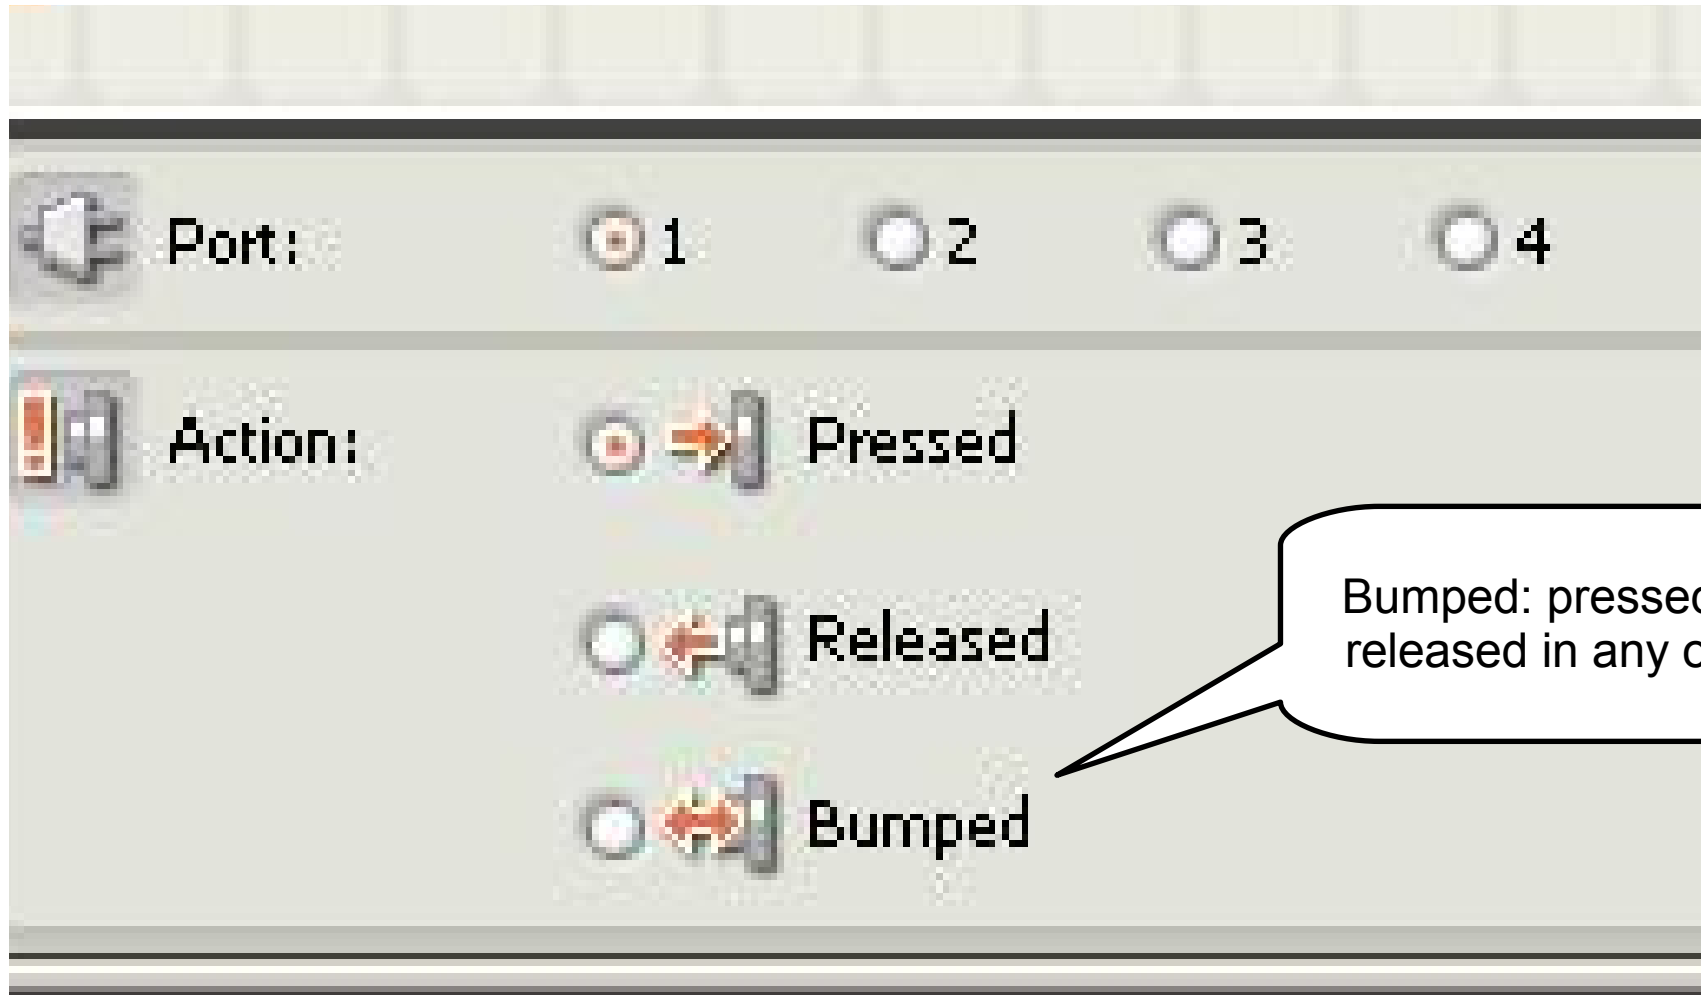 Port: 1 2 3 4
Action: Pressed
Released
Bumped: pressed
released in any
Bumped